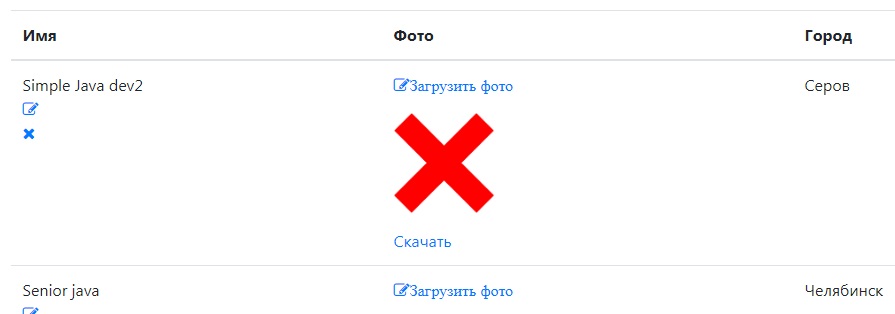 Имя Фото Город
Simple Java dev2 Загрузить фото Серов
Скачать
Senior java Загрузить фото Челябинск